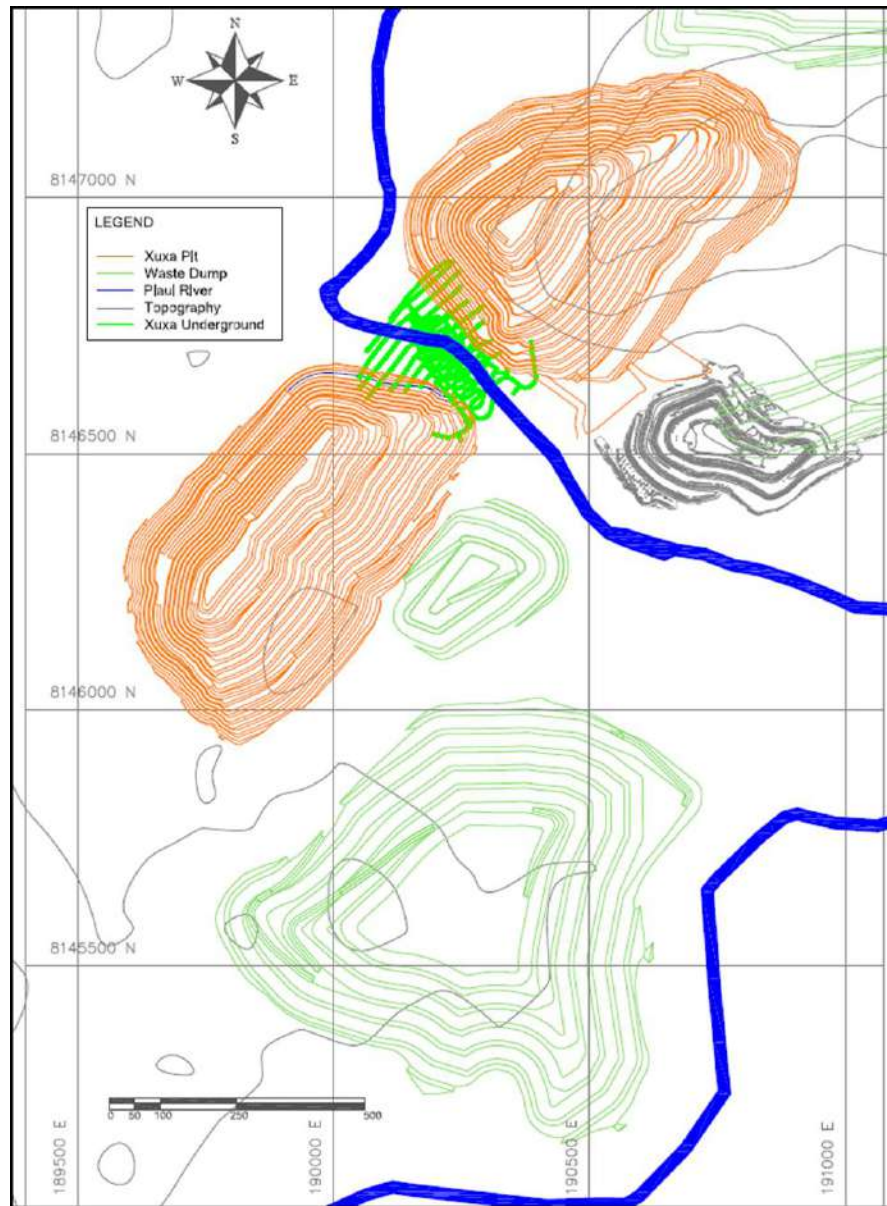 N
W E
S
8147000 N
LEGEND
Xuxa Pit
Waste Dump
Piaui River
Topography
Xuxa Underground
8146500 N
8146000 N
8145500 N
0 50 100 250 500
189500 E
190000 E
190500 E
191000 E